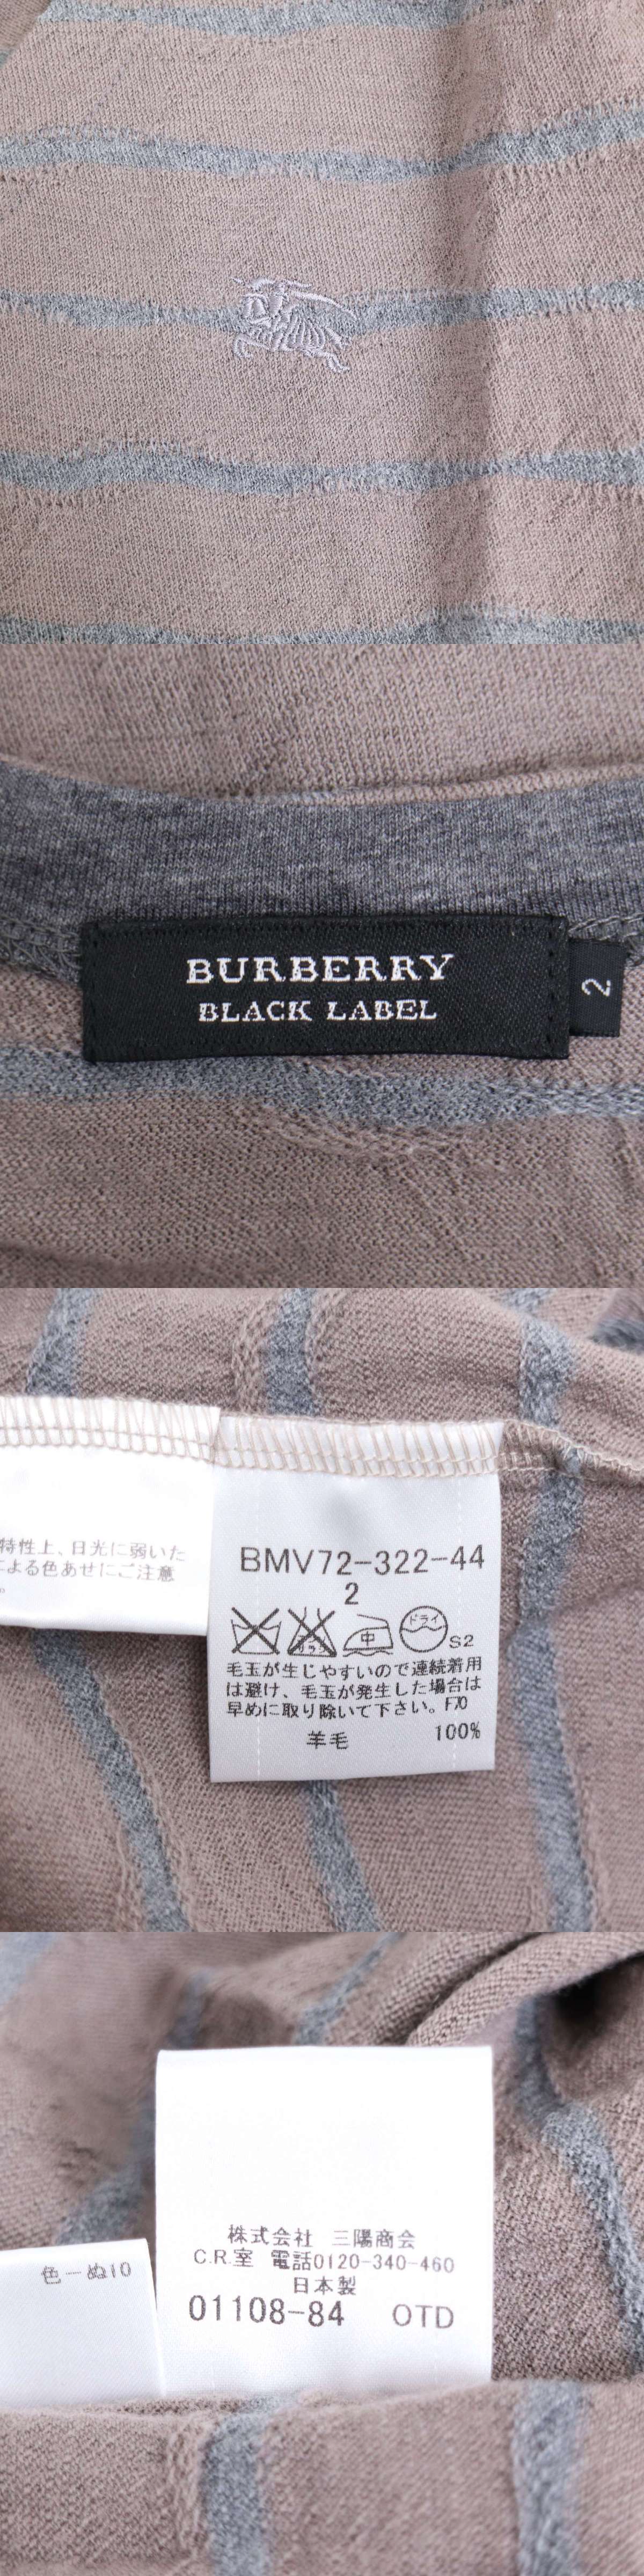 BURBERRY
BLACK LABEL
2
特性上、日光に弱いた
よる色あせにご注意
。
BMV72-322-44
2
中
ドライ
S2
毛玉が生じやすいので連続着用
は避け、毛玉が発生した場合は
早めに取り除いて下さい。F70
羊毛 100%
株式会社 三陽商会
C.R.室 電話0120-340-460
日本製
01108-84 OTD
色－ぬ10